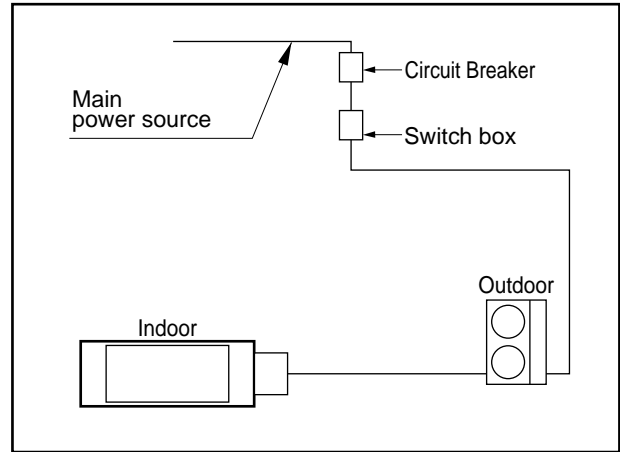 Circuit Breaker
Main
power source
Switch box
Outdoor
Indoor